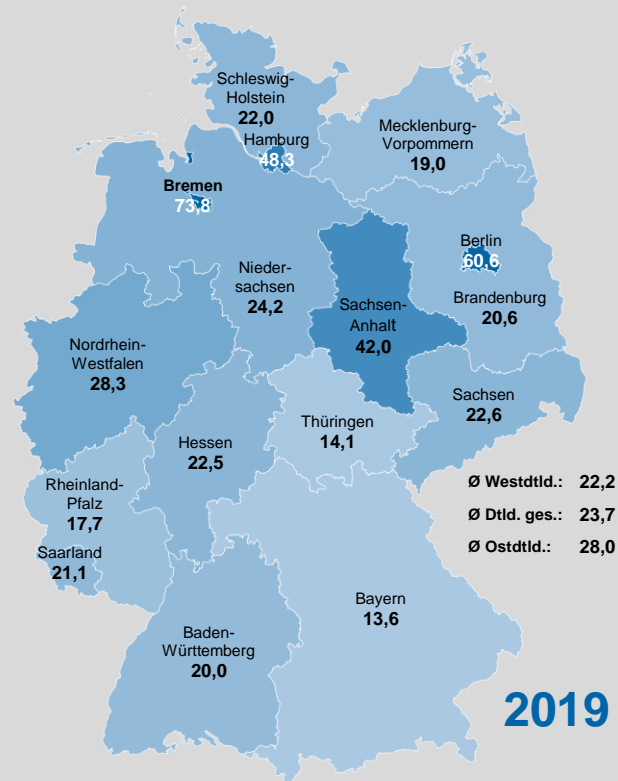 Schleswig-
Holstein
22,0
Hamburg
48,3
Mecklenburg-
Vorpommern
19,0
Bremen
73,8
Berlin
60,6
Nieder-
sachsen
24,2
Sachsen-
Anhalt
42,0
Brandenburg
20,6
Nordrhein-
Westfalen
28,3
Sachsen
22,6
Thüringen
14,1
Hessen
22,5
Rheinland-
Pfalz
17,7
Saarland
21,1
Ø Westdtld.: 22,2
Ø Dtld. ges.: 23,7
Ø Ostdtld.: 28,0
Bayern
13,6
Baden-
Württemberg
20,0
2019